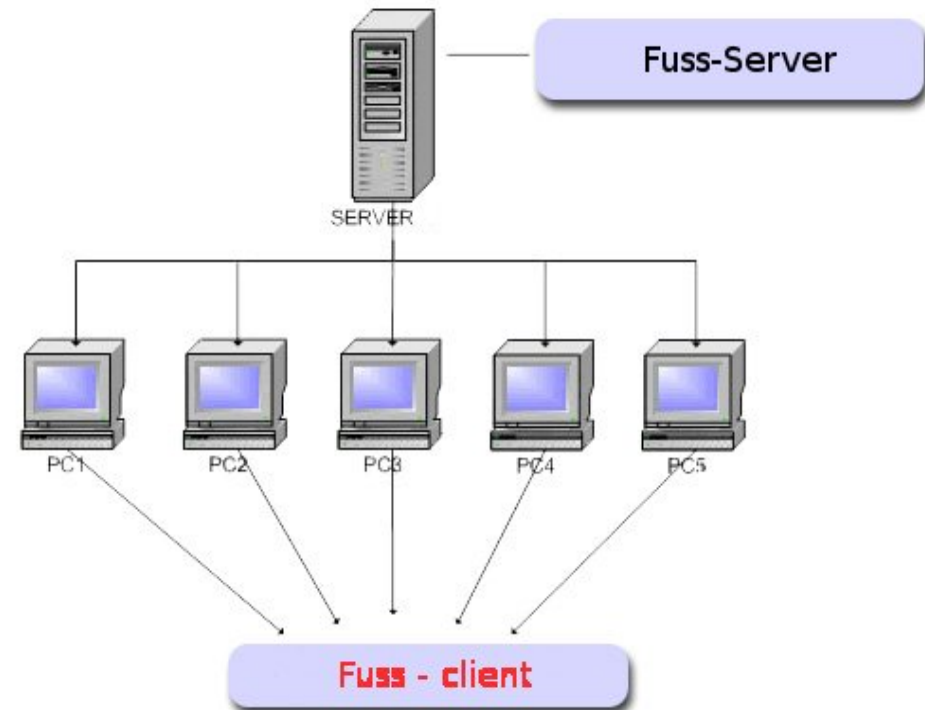 Fuss-Server
SERVER
PC1
PC2
PC3
PC4
PC5
Fuss - client